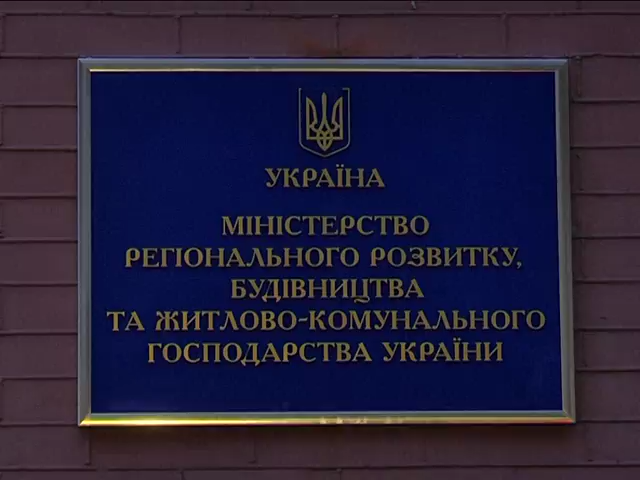 УКРАЇНА
МІНІСТЕРСТВО
РЕГІОНАЛЬНОГО РОЗВИТКУ,
БУДІВНИЦТВА
ТА ЖИТЛОВО-КОМУНАЛЬНОГО
ГОСПОДАРСТВА УКРАЇНИ